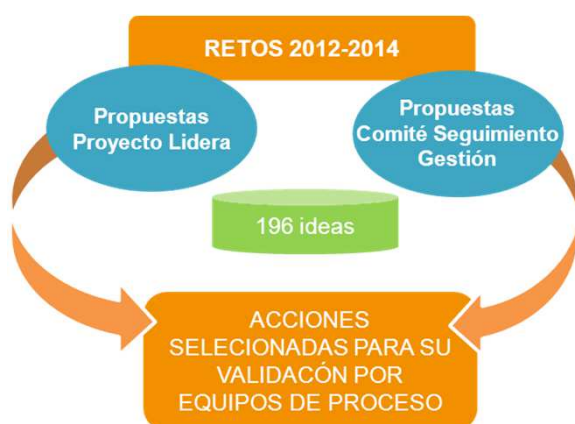 RETOS 2012-2014
Propuestas
Proyecto Lidera
Propuestas
Comité Seguimiento
Gestión
196 ideas
ACCIONES
SELECIONADAS PARA SU
VALIDACÓN POR
EQUIPOS DE PROCESO